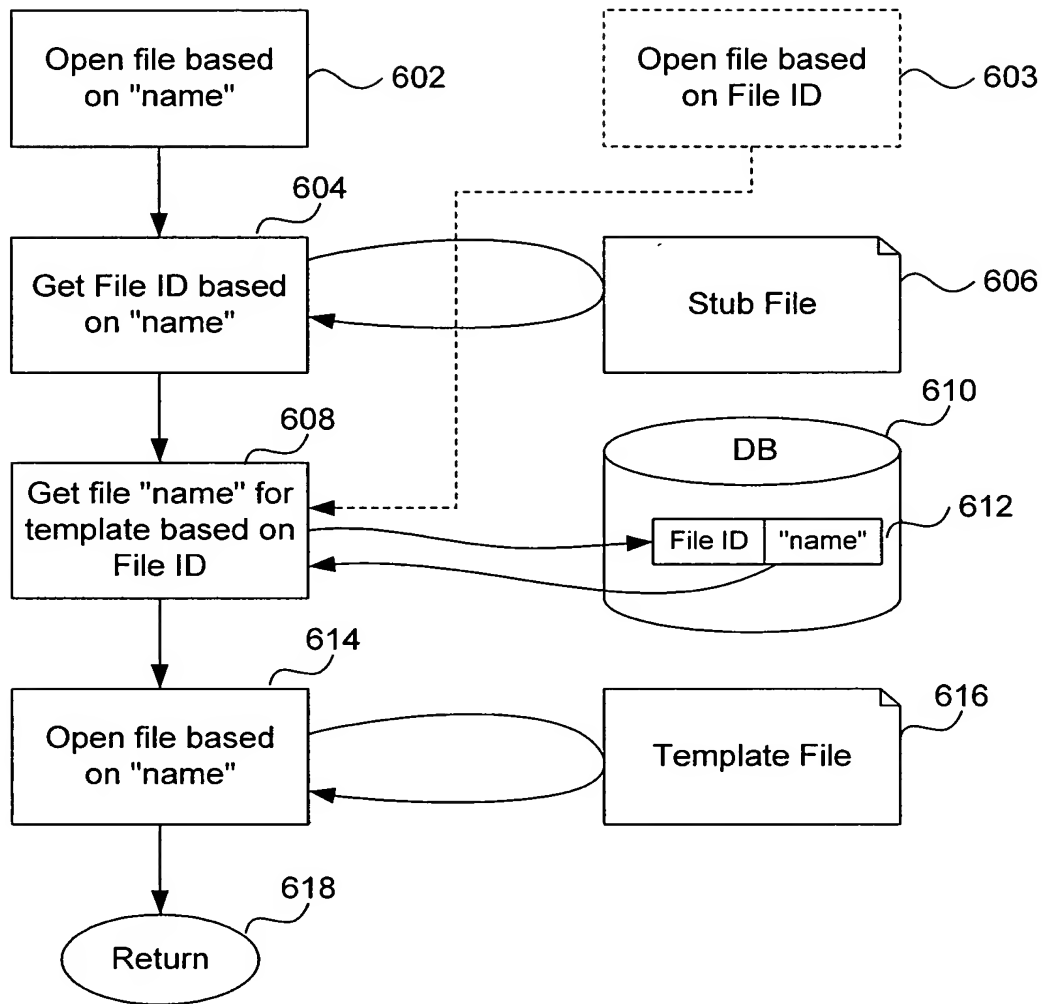 Open file based
on "name"
602
Open file based
on File ID
603
604
Get File ID based
on "name"
Stub File
606
608
Get file "name" for
template based on
File ID
610
DB
File ID
"name"
612
614
Open file based
on "name"
Template File
616
618
Return